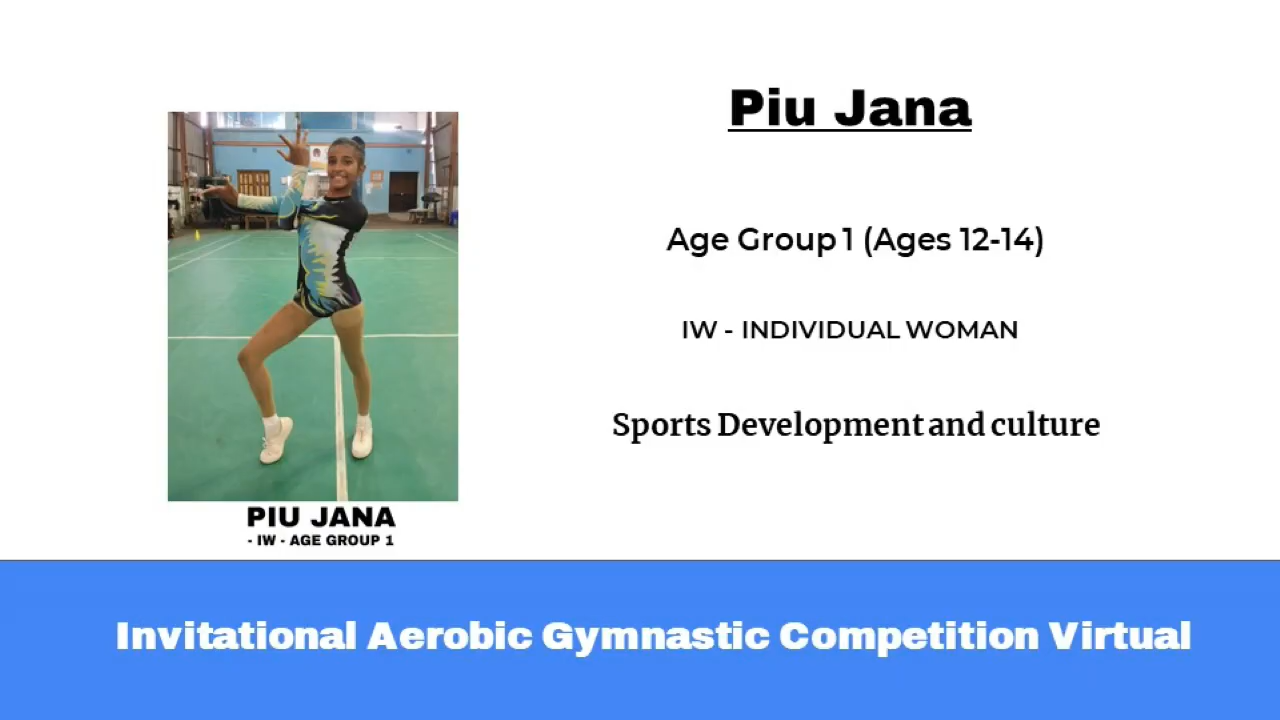 Piu Jana
Age Group 1 (Ages 12-14)
IW - INDIVIDUAL WOMAN
Sports Development and culture
PIU JANA
- IW - AGE GROUP 1
Invitational Aerobic Gymnastic Competition Virtual